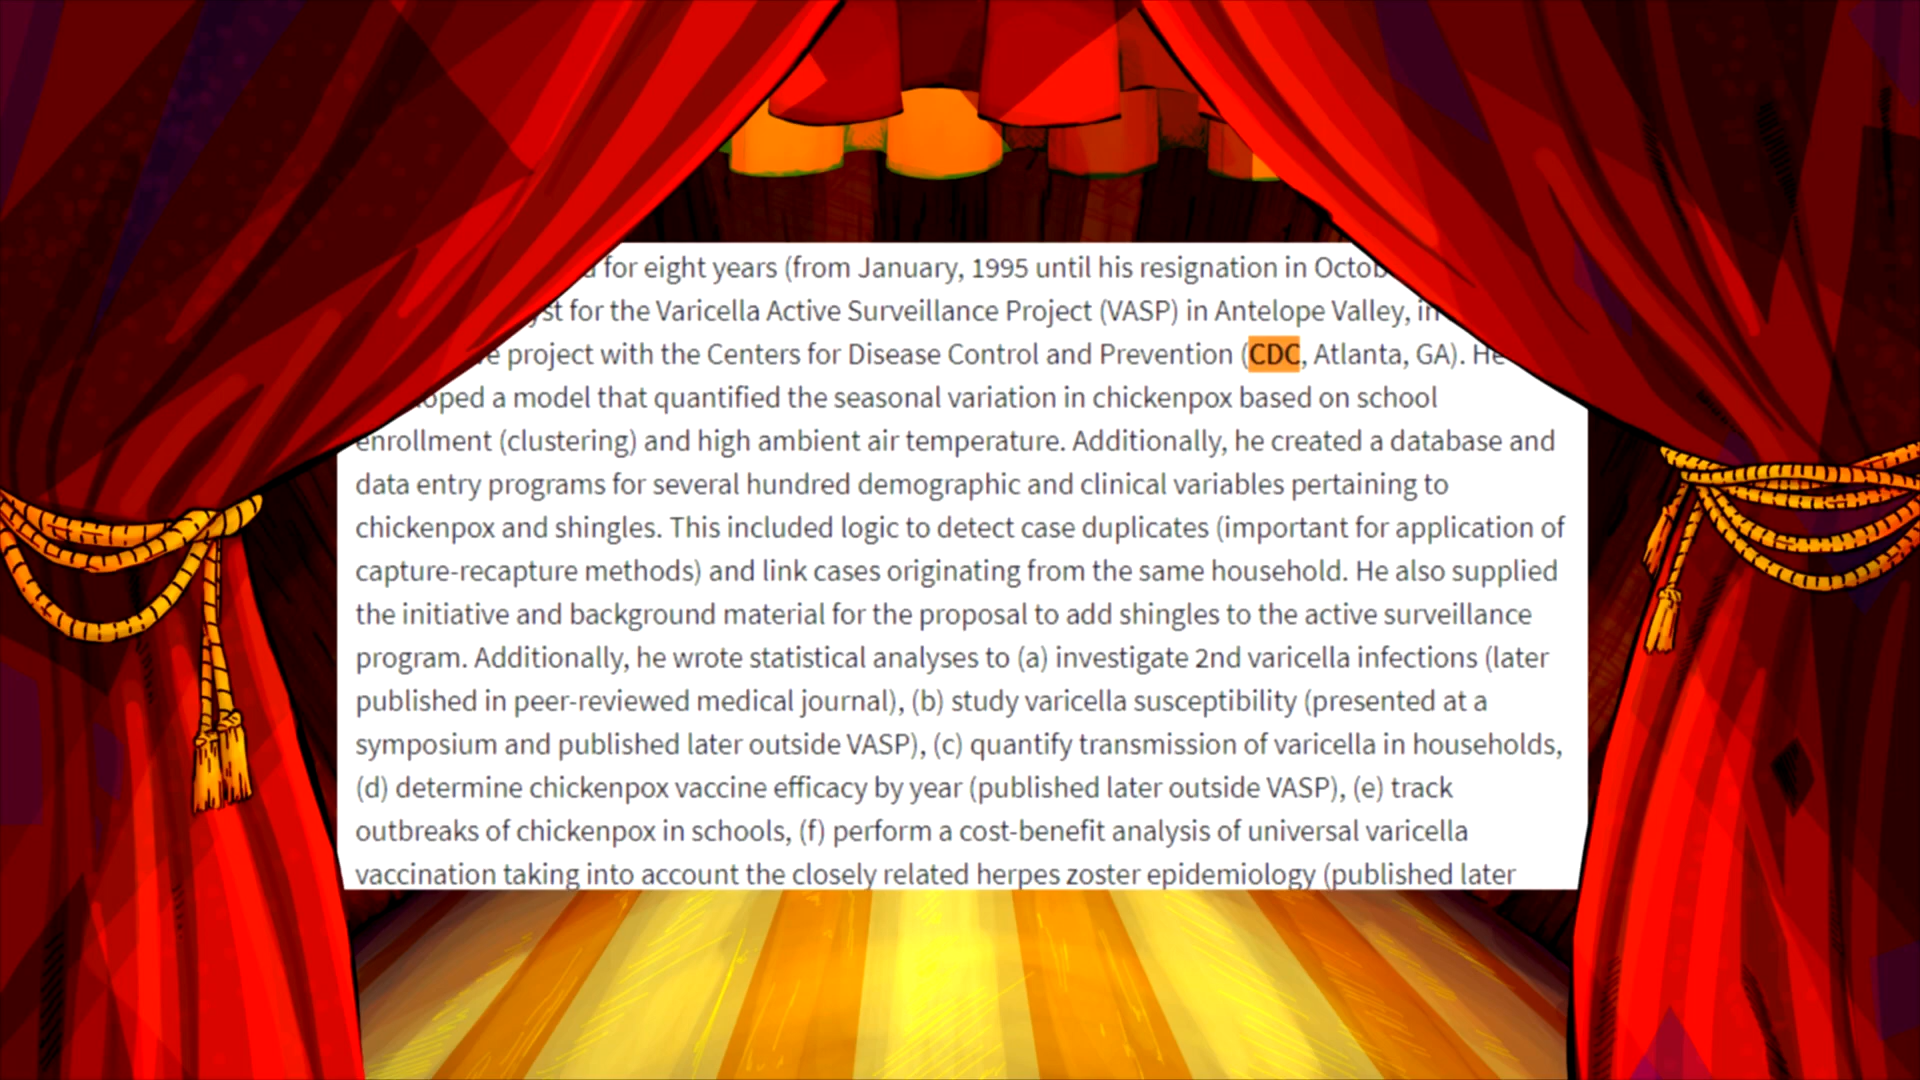 for eight years (from January, 1995 until his resignation in
for the Varicella Active Surveillance Project (VASP) in Antelope Valley, in
project with the Centers for Disease Control and Prevention (CDC, Atlanta, GA). He
a model that quantified the seasonal variation in chickenpox based on school
enrollment (clustering) and high ambient air temperature. Additionally, he created a database and
data entry programs for several hundred demographic and clinical variables pertaining to
chickenpox and shingles. This included logic to detect case duplicates (important for application of
capture-recapture methods) and link cases originating from the same household. He also supplied
the initiative and background material for the proposal to add shingles to the active surveillance
program. Additionally, he wrote statistical analyses to (a) investigate 2nd varicella infections (later
published in peer-reviewed medical journal), (b) study varicella susceptibility (presented at a
symposium and published later outside VASP), (c) quantify transmission of varicella in households,
(d) determine chickenpox vaccine efficacy by year (published later outside VASP), (e) track
outbreaks of chickenpox in schools, (f) perform a cost-benefit analysis of universal varicella
vaccination taking into account the closely related herpes zoster epidemiology (published later